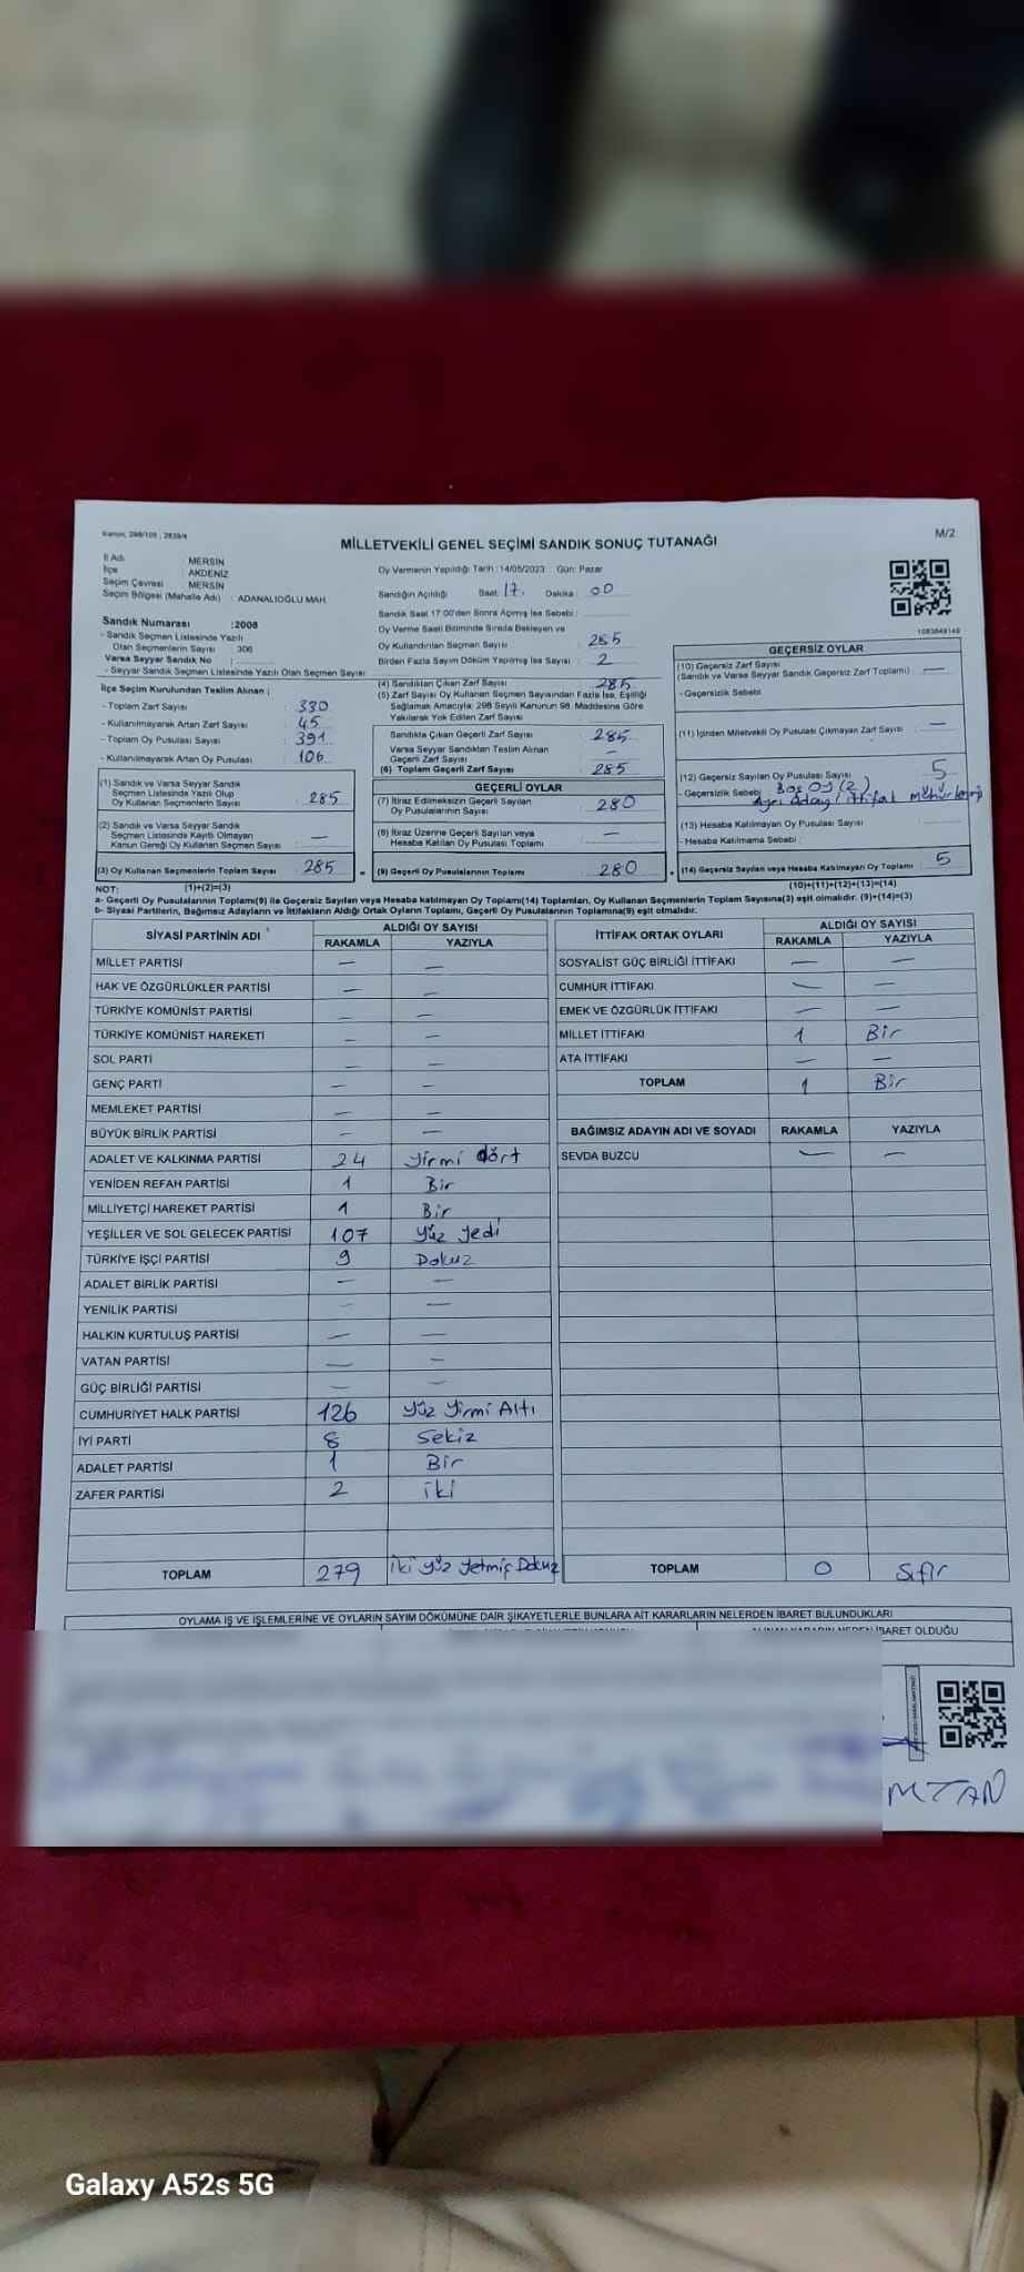 Kanun, 298/105 ; 2839/4
M/2
MİLLETVEKİLİ GENEL SEÇİMİ SANDIK SONUÇ TUTANAĞI
İl Adı MERSİN
İlçe AKDENİZ
Seçim Çevresi MERSİN
Seçim Bölgesi (Mahalle Adı) : ADANALIOĞLU MAH.
Oy Vermenin Yapıldığı Tarih :14/05/2023 Gün: Pazar
Sandığın Açıldığı Saat: 17. Dakika : 00
Sandık Saat 17:00'den Sonra Açımış İse Sebebi :
Oy Verme Saati Bitiminde Sırada Bekleyen ve
Oy Kullandırılan Seçmen Sayısı : 285
Birden Fazla Sayım Döküm Yapılmış İse Sayısı : 2
1083849140
Sandık Numarası :2008
- Sandık Seçmen Listesinde Yazılı
Olan Seçmenlerin Sayısı 306
Varsa Seyyar Sandık No :
- Seyyar Sandık Seçmen Listesinde Yazılı Olan Seçmen Sayısı
İlçe Seçim Kurulundan Teslim Alınan ;
- Toplam Zarf Sayısı : 330
- Kullanılmayarak Artan Zarf Sayısı : 45
- Toplam Oy Pusulası Sayısı : 391
- Kullanılmayarak Artan Oy Pusulası : 106
(1) Sandık ve Varsa Seyyar Sandık
Seçmen Listesinde Yazılı Olup
Oy Kullanan Seçmenlerin Sayısı : 285
(2) Sandık ve Varsa Seyyar Sandık
Seçmen Listesinde Kayıtlı Olmayan
Kanun Gereği Oy Kullanan Seçmen Sayısı : —
(3) Oy Kullanan Seçmenlerin Toplam Sayısı 285
(1)+(2)=(3)
(4) Sandıktan Çıkan Zarf Sayısı : 285
(5) Zarf Sayısı Oy Kullanan Seçmen Sayısından Fazla İse, Eşitliği
Sağlamak Amacıyla; 298 Sayılı Kanunun 98. Maddesine Göre
Yakılarak Yok Edilen Zarf Sayısı
Sandıkta Çıkan Geçerli Zarf Sayısı : 285
Varsa Seyyar Sandıktan Teslim Alınan
Geçerli Zarf Sayısı : —
(6) Toplam Geçerli Zarf Sayısı : 285
GEÇERLİ OYLAR
(7) İtiraz Edilmeksizin Geçerli Sayılan
Oy Pusulalarının Sayısı : 280
(8) İtiraz Üzerine Geçerli Sayılan veya
Hesaba Katılan Oy Pusulası Toplamı : —
(9) Geçerli Oy Pusulalarının Toplamı : 280
GEÇERSİZ OYLAR
(10) Geçersiz Zarf Sayısı
(Sandık ve Varsa Seyyar Sandık Geçersiz Zarf Toplamı) : —
- Geçersizlik Sebebi
(11) İçinden Milletvekili Oy Pusulası Çıkmayan Zarf Sayısı : —
(12) Geçersiz Sayılan Oy Pusulası Sayısı : 5
- Geçersizlik Sebebi Boş oy (2)
Ayrı aday / ittifak
(13) Hesaba Katılmayan Oy Pusulası Sayısı :
- Hesaba Katılmama Sebebi :
(14) Geçersiz Sayılan veya Hesaba Katılmayan Oy Toplamı : 5
(10)+(11)+(12)+(13)=(14)
NOT:
a- Geçerli Oy Pusulalarının Toplamı(9) ile Geçersiz Sayılan veya Hesaba katılmayan Oy Toplamı(14) Toplamları, Oy Kullanan Seçmenlerin Toplam Sayısına(3) eşit olmalıdır. (9)+(14)=(3)
b- Siyasi Partilerin, Bağımsız Adayların ve İttifakların Aldığı Ortak Oyların Toplamı, Geçerli Oy Pusulalarının Toplamına(9) eşit olmalıdır.
SİYASİ PARTİNİN ADI ALDIĞI OY SAYISI
RAKAMLA YAZIYLA
MİLLET PARTİSİ — —
HAK VE ÖZGÜRLÜKLER PARTİSİ — —
TÜRKİYE KOMÜNİST PARTİSİ — —
TÜRKİYE KOMÜNİST HAREKETİ — —
SOL PARTİ — —
GENÇ PARTİ — —
MEMLEKET PARTİSİ — —
BÜYÜK BİRLİK PARTİSİ — —
ADALET VE KALKINMA PARTİSİ 24 yirmi dört
YENİDEN REFAH PARTİSİ 1 Bir
MİLLİYETÇİ HAREKET PARTİSİ 1 Bir
YEŞİLLER VE SOL GELECEK PARTİSİ 107 yüz yedi
TÜRKİYE İŞÇİ PARTİSİ 9 Dokuz
ADALET BİRLİK PARTİSİ — —
YENİLİK PARTİSİ — —
HALKIN KURTULUŞ PARTİSİ — —
VATAN PARTİSİ — —
GÜÇ BİRLİĞİ PARTİSİ — —
CUMHURİYET HALK PARTİSİ 126 yüz yirmi Altı
İYİ PARTİ 8 Sekiz
ADALET PARTİSİ 1 Bir
ZAFER PARTİSİ 2 iki
TOPLAM 279 iki yüz yetmiş Dokuz
İTTİFAK ORTAK OYLARI ALDIĞI OY SAYISI
RAKAMLA YAZIYLA
SOSYALİST GÜÇ BİRLİĞİ İTTİFAKI — —
CUMHUR İTTİFAKI — —
EMEK VE ÖZGÜRLÜK İTTİFAKI — —
MİLLET İTTİFAKI 1 Bir
ATA İTTİFAKI — —
TOPLAM 1 Bir
BAĞIMSIZ ADAYIN ADI VE SOYADI RAKAMLA YAZIYLA
SEVDA BUZCU — —
TOPLAM 0 Sıfır
OYLAMA İŞ VE İŞLEMLERİNE VE OYLARIN SAYIM DÖKÜMÜNE DAİR ŞİKAYETLERLE BUNLARA AİT KARARLARIN NELERDEN İBARET BULUNDUKLARI
ALINAN KARARIN NEDEN İBARET OLDUĞU
Galaxy A52s 5G